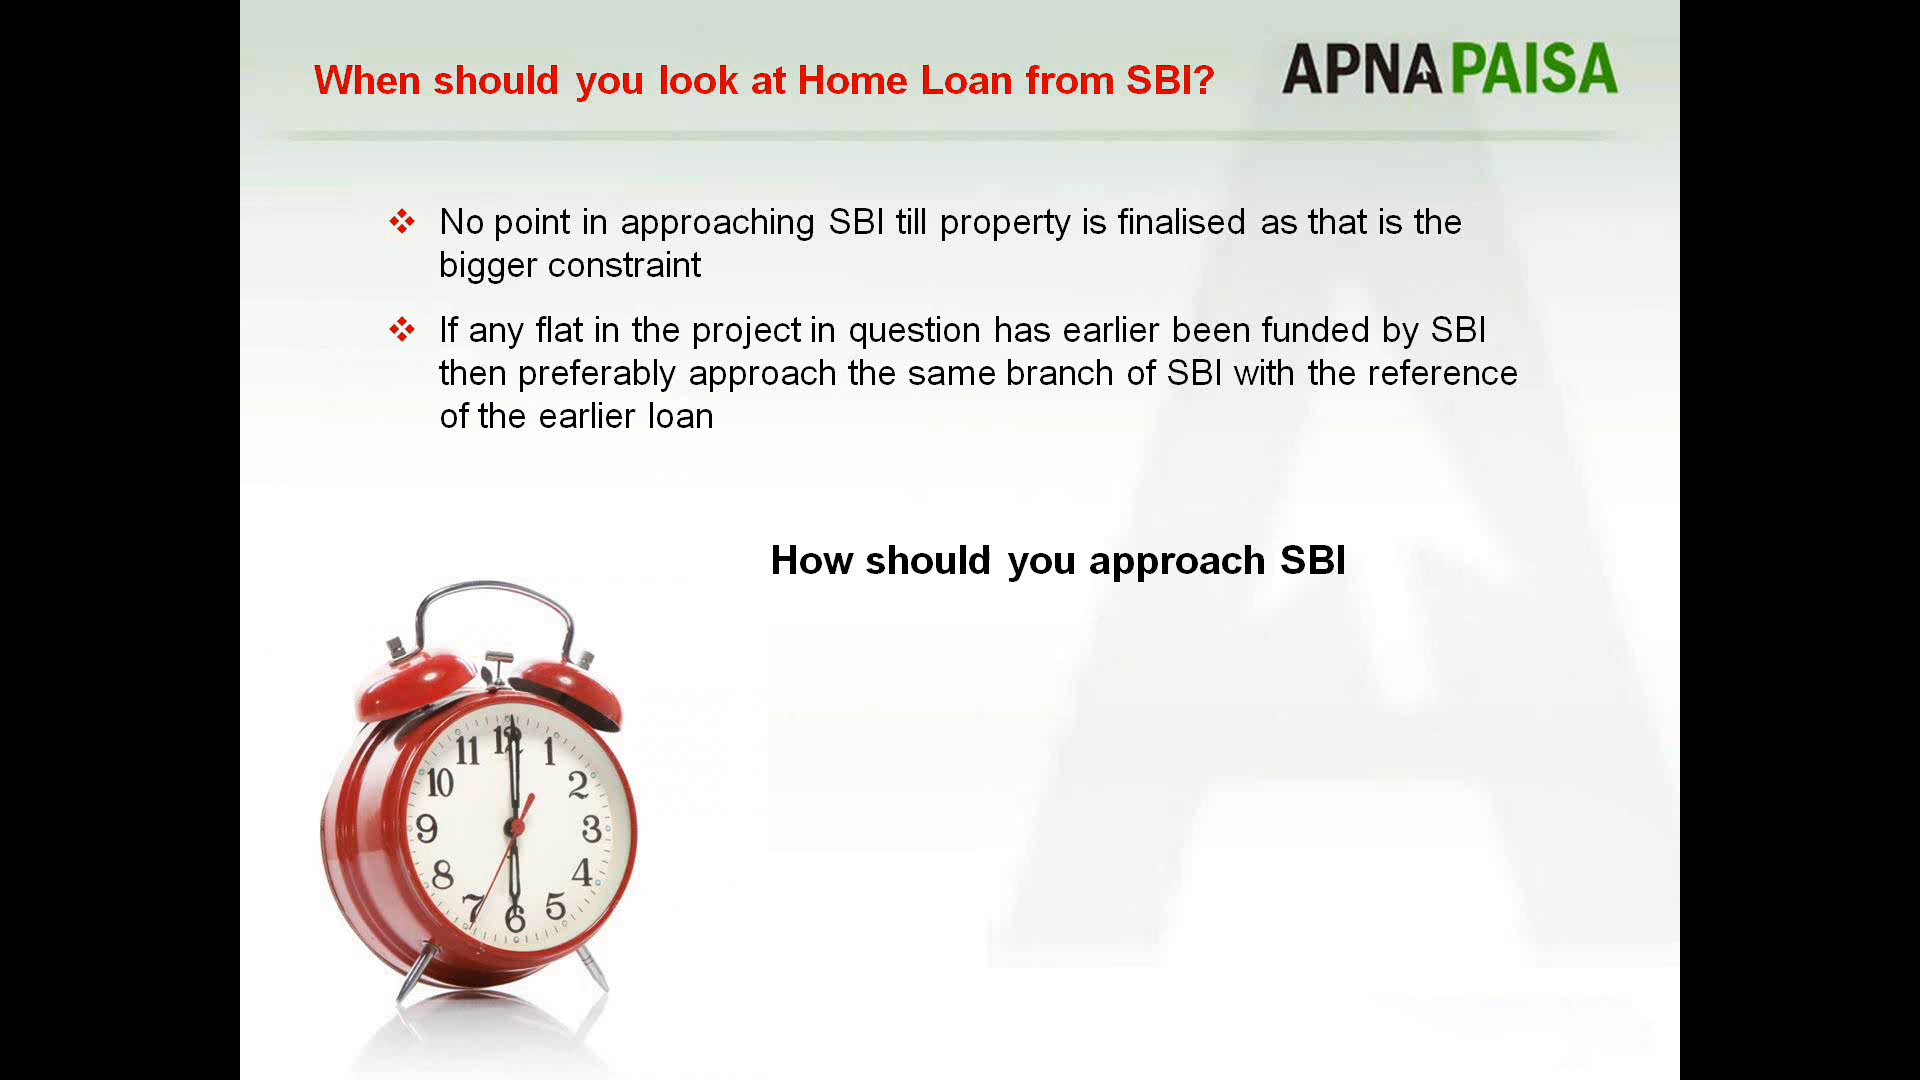 When should you look at Home Loan from SBI?
APNAPAISA
No point in approaching SBI till property is finalised as that is the
bigger constraint
If any flat in the project in question has earlier been funded by SBI
then preferably approach the same branch of SBI with the reference
of the earlier loan
How should you approach SBI
12
1
2
3
4
5
6
7
8
9
10
11